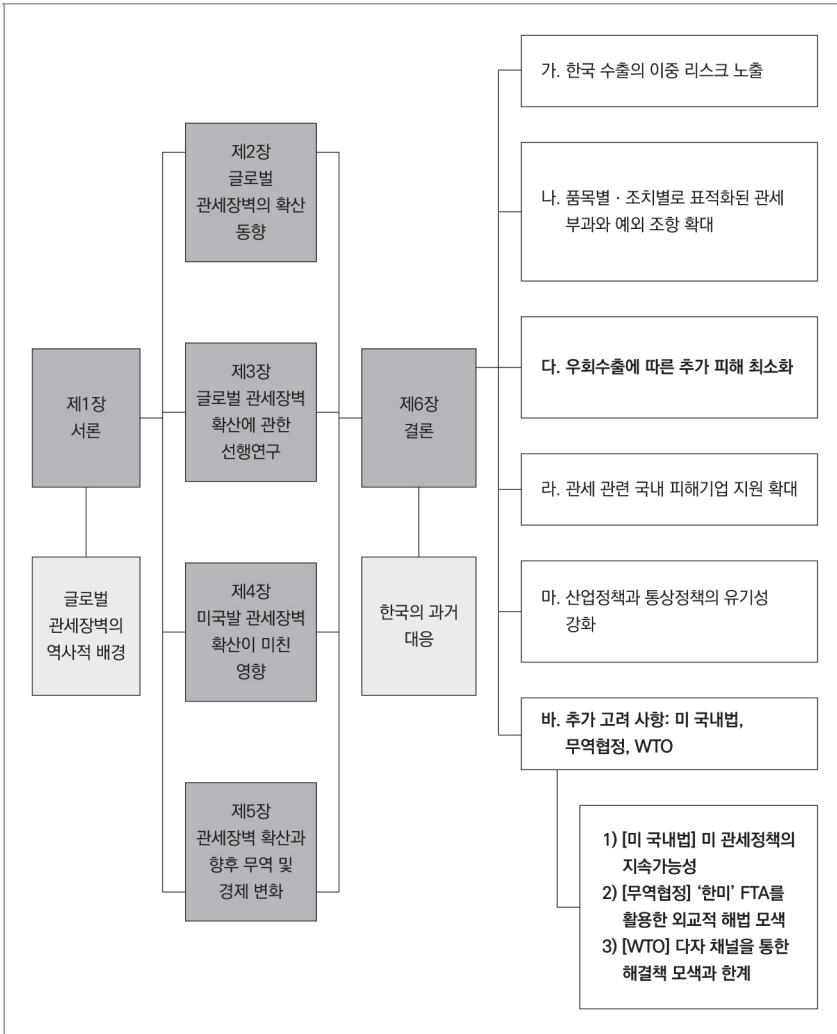 제1장
서론
글로벌
관세장벽의
역사적 배경
제2장
글로벌
관세장벽의 확산
동향
제3장
글로벌 관세장벽
확산에 관한
선행연구
제4장
미국발 관세장벽
확산이 미친
영향
제5장
관세장벽 확산과
향후 무역 및
경제 변화
제6장
결론
한국의 과거
대응
가. 한국 수출의 이중 리스크 노출
나. 품목별 · 조치별로 표적화된 관세
부과와 예외 조항 확대
다. 우회수출에 따른 추가 피해 최소화
라. 관세 관련 국내 피해기업 지원 확대
마. 산업정책과 통상정책의 유기성
강화
바. 추가 고려 사항: 미 국내법,
무역협정, WTO
1) [미 국내법] 미 관세정책의
지속가능성
2) [무역협정] ‘한미’ FTA를
활용한 외교적 해법 모색
3) [WTO] 다자 채널을 통한
해결책 모색과 한계